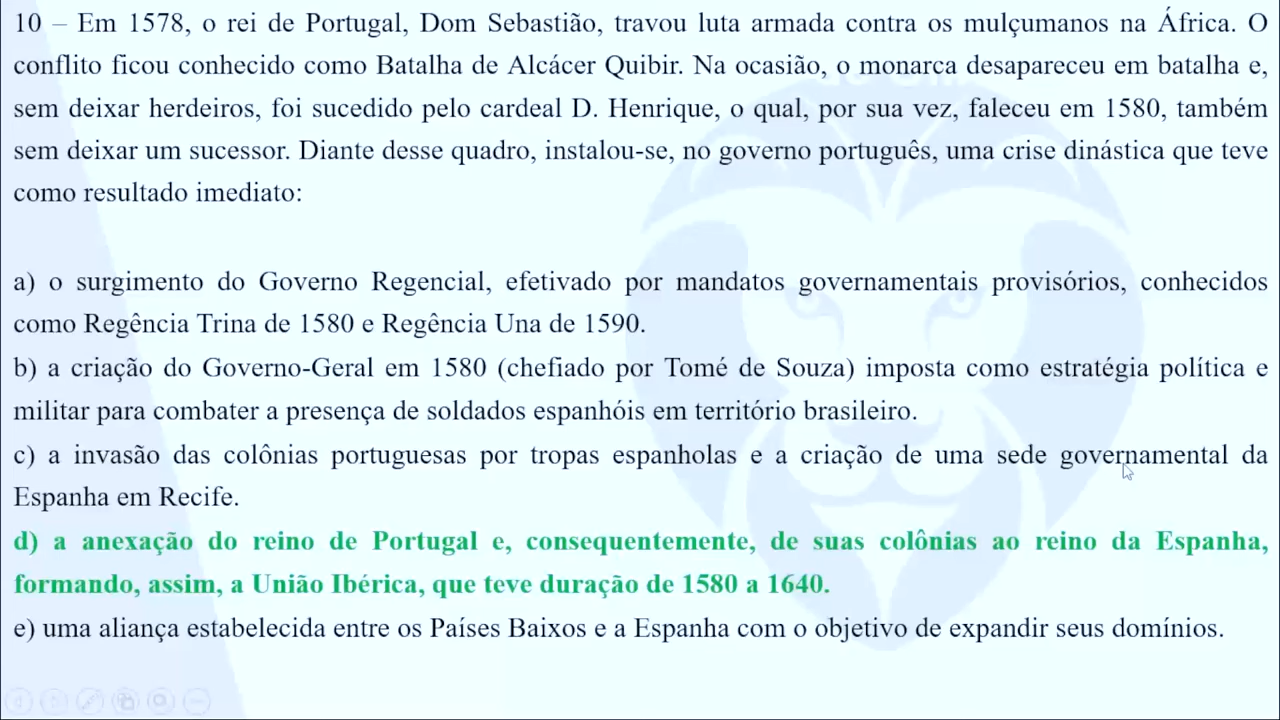 10 – Em 1578, o rei de Portugal, Dom Sebastião, travou luta armada contra os mulçumanos na África. O
conflito ficou conhecido como Batalha de Alcácer Quibir. Na ocasião, o monarca desapareceu em batalha e,
sem deixar herdeiros, foi sucedido pelo cardeal D. Henrique, o qual, por sua vez, faleceu em 1580, também
sem deixar um sucessor. Diante desse quadro, instalou-se, no governo português, uma crise dinástica que teve
como resultado imediato:
a) o surgimento do Governo Regencial, efetivado por mandatos governamentais provisórios, conhecidos
como Regência Trina de 1580 e Regência Una de 1590.
b) a criação do Governo-Geral em 1580 (chefiado por Tomé de Souza) imposta como estratégia política e
militar para combater a presença de soldados espanhóis em território brasileiro.
c) a invasão das colônias portuguesas por tropas espanholas e a criação de uma sede governamental da
Espanha em Recife.
d) a anexação do reino de Portugal e, consequentemente, de suas colônias ao reino da Espanha,
formando, assim, a União Ibérica, que teve duração de 1580 a 1640.
e) uma aliança estabelecida entre os Países Baixos e a Espanha com o objetivo de expandir seus domínios.